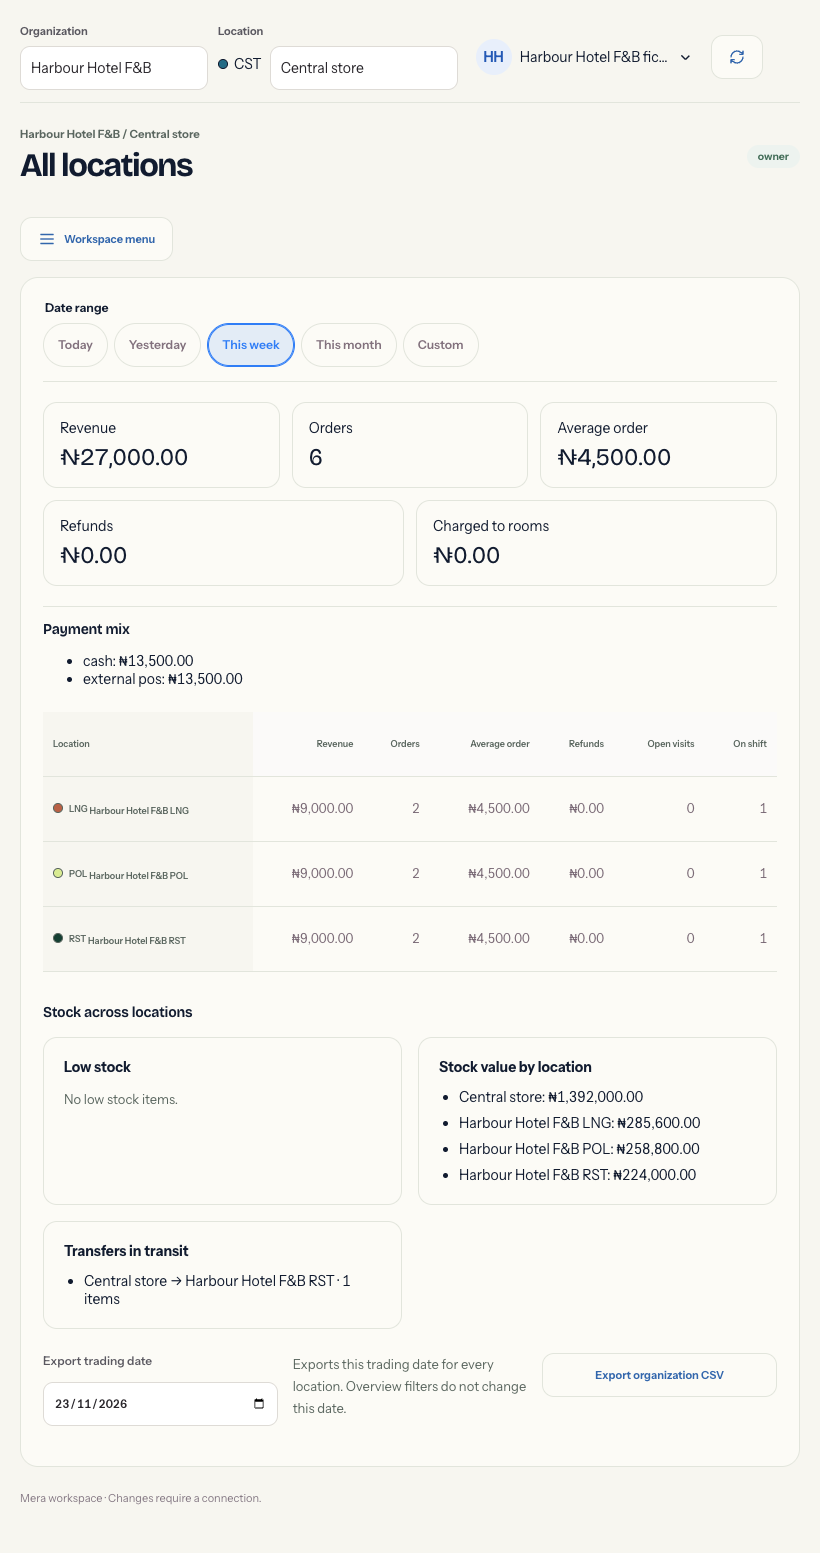 Organization
Location
Harbour Hotel F&B
CST
Central store
HH
Harbour Hotel F&B fic...
Harbour Hotel F&B / Central store
All locations
owner
Workspace menu
Date range
Today
Yesterday
This week
This month
Custom
Revenue
₦27,000.00
Orders
6
Average order
₦4,500.00
Refunds
₦0.00
Charged to rooms
₦0.00
Payment mix
• cash: ₦13,500.00
• external pos: ₦13,500.00
Location Revenue Orders Average order Refunds Open visits On shift
LNG Harbour Hotel F&B LNG ₦9,000.00 2 ₦4,500.00 ₦0.00 0 1
POL Harbour Hotel F&B POL ₦9,000.00 2 ₦4,500.00 ₦0.00 0 1
RST Harbour Hotel F&B RST ₦9,000.00 2 ₦4,500.00 ₦0.00 0 1
Stock across locations
Low stock
No low stock items.
Stock value by location
• Central store: ₦1,392,000.00
• Harbour Hotel F&B LNG: ₦285,600.00
• Harbour Hotel F&B POL: ₦258,800.00
• Harbour Hotel F&B RST: ₦224,000.00
Transfers in transit
• Central store → Harbour Hotel F&B RST · 1
items
Export trading date
23/11/2026
Exports this trading date for every
location. Overview filters do not change
this date.
Export organization CSV
Mera workspace · Changes require a connection.